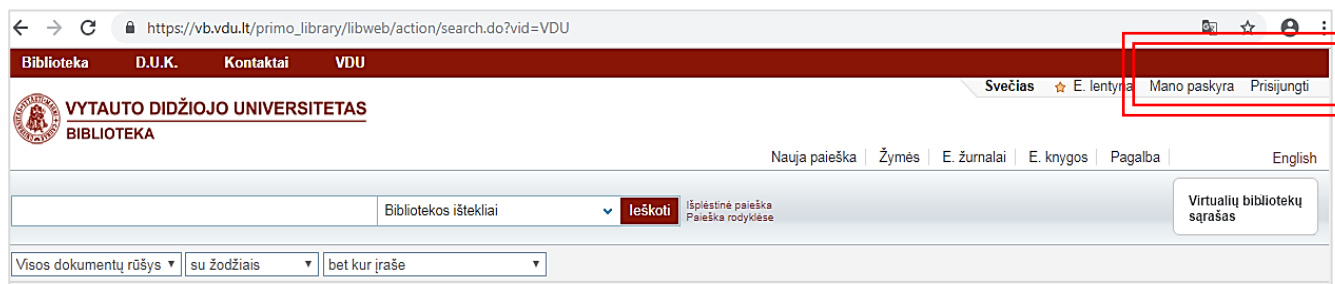 https://vb.vdu.lt/primo_library/libweb/action/search.do?vid=VDU
Biblioteka D.U.K. Kontaktai VDU
Svečias E. lentyna Mano paskyra Prisijungti
VYTAUTO DIDŽIOJO UNIVERSITETAS
BIBLIOTEKA
Nauja paieška Žymės E. žurnalai E. knygos Pagalba English
Bibliotekos ištekliai Ieškoti
Išplėstinė paieška
Paieška rodyklėse
Virtualių bibliotekų
sąrašas
Visos dokumentų rūšys su žodžiais bet kur įraše